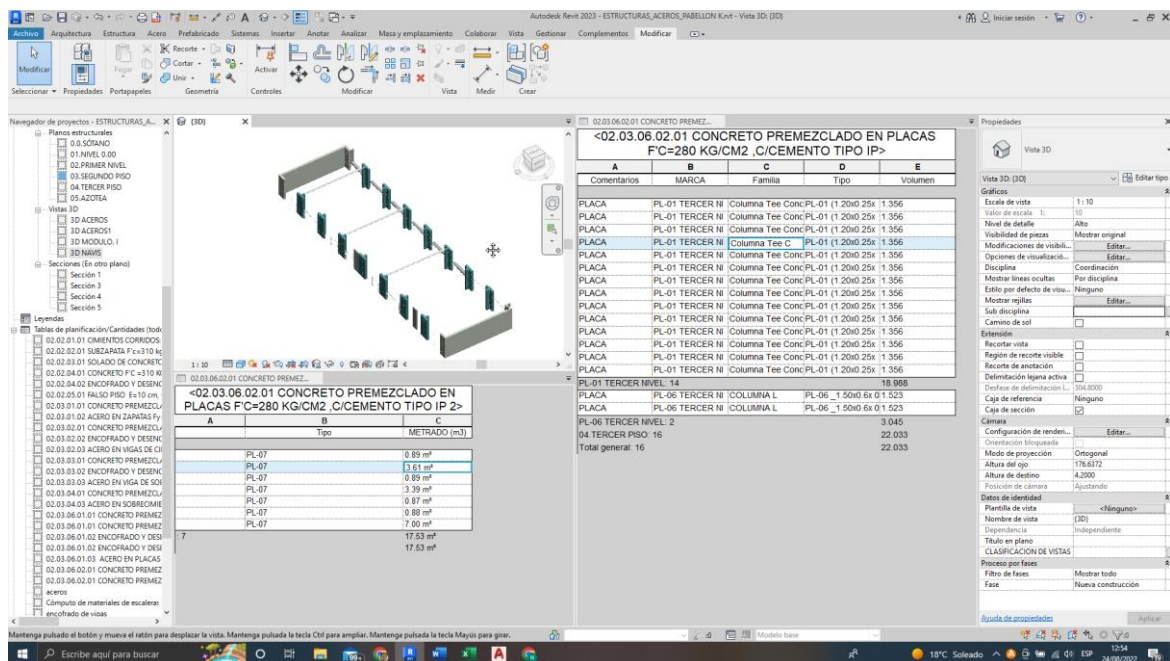 Autodesk Revit 2023 - ESTRUCTURAS_ACEROS_PABELLON K.rvt - Vista 3D: {3D}
Iniciar sesión
Archivo Arquitectura Estructura Acero Prefabricado Sistemas Insertar Anotar Analizar Masa y emplazamiento Colaborar Vista Gestionar Complementos Modificar
Modificar
Pegar
Recorte
Cortar
Unir
Activar
Seleccionar Propiedades Portapapeles Geometría Controles Modificar Vista Medir Crear
Navegador de proyectos - ESTRUCTURAS_A...
Planos estructurales
0.0.SÓTANO
01.NIVEL 0.00
02.PRIMER NIVEL
03.SEGUNDO PISO
04.TERCER PISO
05.AZOTEA
Vistas 3D
3D ACEROS
3D ACEROS1
3D MODULO. I
3D NAVIS
Secciones (En otro plano)
Sección 1
Sección 3
Sección 4
Sección 5
Leyendas
Tablas de planificación/Cantidades (todo
02.02.01.01 CIMIENTOS CORRIDOS:
02.02.02.01 SUBZAPATA F'c=310 kg
02.02.03.01 SOLADO DE CONCRETO
02.02.04.01 CONCRETO F'C =310 K
02.02.04.02 ENCOFRADO Y DESENC
02.02.05.01 FALSO PISO E=10 cm,
02.03.01.01 CONCRETO PREMEZCL
02.03.01.02 ACERO EN ZAPATAS Fy
02.03.02.01 CONCRETO PREMEZCL
02.03.02.02 ENCOFRADO Y DESENC
02.03.02.03 ACERO EN VIGAS DE CI
02.03.03.01 CONCRETO PREMEZCL
02.03.03.02 ENCOFRADO Y DESENC
02.03.03.03 ACERO EN VIGA DE SO
02.03.04.01 CONCRETO PREMEZCL
02.03.04.03 ACERO EN SOBRECIMIE
02.03.06.01.01 CONCRETO PREMEZ
02.03.06.01.01 CONCRETO PREMEZ
02.03.06.01.02 ENCOFRADO Y DESE
02.03.06.01.02 ENCOFRADO Y DESE
02.03.06.01.03 ACERO EN PLACAS
02.03.06.02.01 CONCRETO PREMEZ
02.03.06.02.01 CONCRETO PREMEZ
aceros
Cómputo de materiales de escaleras
encofrado de vigas
{3D}
1 : 10
02.03.06.02.01 CONCRETO PREMEZ...
<02.03.06.02.01 CONCRETO PREMEZCLADO EN
PLACAS F'C=280 KG/CM2 ,C/CEMENTO TIPO IP 2>
A B C
Tipo METRADO (m3)
PL-07 0.89 m³
PL-07 3.61 m³
PL-07 0.89 m³
PL-07 3.39 m³
PL-07 0.87 m³
PL-07 0.88 m³
PL-07 7.00 m³
: 7 17.53 m³
17.53 m³
02.03.06.02.01 CONCRETO PREMEZ...
<02.03.06.02.01 CONCRETO PREMEZCLADO EN PLACAS
F'C=280 KG/CM2 ,C/CEMENTO TIPO IP>
A B C D E
Comentarios MARCA Familia Tipo Volumen
PLACA PL-01 TERCER NI Columna Tee Conc PL-01 (1.20x0.25x 1.356
PLACA PL-01 TERCER NI Columna Tee Conc PL-01 (1.20x0.25x 1.356
PLACA PL-01 TERCER NI Columna Tee Conc PL-01 (1.20x0.25x 1.356
PLACA PL-01 TERCER NI Columna Tee C PL-01 (1.20x0.25x 1.356
PLACA PL-01 TERCER NI Columna Tee Conc PL-01 (1.20x0.25x 1.356
PLACA PL-01 TERCER NI Columna Tee Conc PL-01 (1.20x0.25x 1.356
PLACA PL-01 TERCER NI Columna Tee Conc PL-01 (1.20x0.25x 1.356
PLACA PL-01 TERCER NI Columna Tee Conc PL-01 (1.20x0.25x 1.356
PLACA PL-01 TERCER NI Columna Tee Conc PL-01 (1.20x0.25x 1.356
PLACA PL-01 TERCER NI Columna Tee Conc PL-01 (1.20x0.25x 1.356
PLACA PL-01 TERCER NI Columna Tee Conc PL-01 (1.20x0.25x 1.356
PLACA PL-01 TERCER NI Columna Tee Conc PL-01 (1.20x0.25x 1.356
PLACA PL-01 TERCER NI Columna Tee Conc PL-01 (1.20x0.25x 1.356
PLACA PL-01 TERCER NI Columna Tee Conc PL-01 (1.20x0.25x 1.356
PL-01 TERCER NIVEL: 14 18.988
PLACA PL-06 TERCER NI COLUMNA L PL-06 _1.50x0.6x 0 1.523
PLACA PL-06 TERCER NI COLUMNA L PL-06 _1.50x0.6x 0 1.523
PL-06 TERCER NIVEL: 2 3.045
04.TERCER PISO: 16 22.033
Total general: 16 22.033
Propiedades
Vista 3D
Vista 3D: {3D} Editar tipo
Gráficos
Escala de vista 1 : 10
Valor de escala 1: 10
Nivel de detalle Alto
Visibilidad de piezas Mostrar original
Modificaciones de visibili... Editar...
Opciones de visualizació... Editar...
Disciplina Coordinación
Mostrar líneas ocultas Por disciplina
Estilo por defecto de visu... Ninguno
Mostrar rejillas Editar...
Sub disciplina
Camino de sol
Extensión
Recortar vista
Región de recorte visible
Recorte de anotación
Delimitación lejana activa
Desfase de delimitación l... 304.8000
Caja de referencia Ninguno
Caja de sección
Cámara
Configuración de renderi... Editar...
Orientación bloqueada
Modo de proyección Ortogonal
Altura del ojo 176.6372
Altura de destino 4.2000
Posición de cámara Ajustando
Datos de identidad
Plantilla de vista <Ninguno>
Nombre de vista {3D}
Dependencia Independiente
Título en plano
CLASIFICACION DE VISTAS
Proceso por fases
Filtro de fases Mostrar todo
Fase Nueva construcción
Ayuda de propiedades Aplicar
Mantenga pulsado el botón y mueva el ratón para desplazar la vista. Mantenga pulsada la tecla Ctrl para ampliar. Mantenga pulsada la tecla Mayús para girar.
:0 Modelo base
Escribe aquí para buscar
18°C Soleado ESP 12:54
24/08/2022